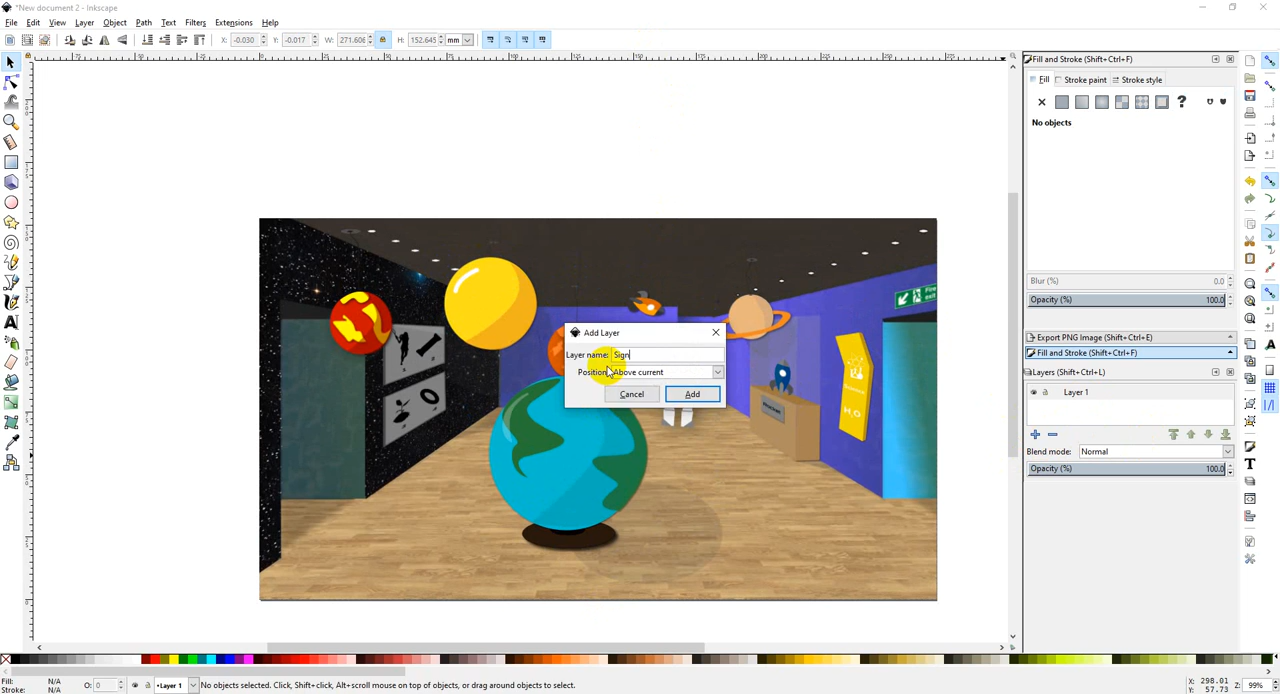 *New document 2 - Inkscape
File Edit View Layer Object Path Text Filters Extensions Help
X: -0.030 Y: -0.017 W: 271.606 H: 152.645 mm
Fill and Stroke (Shift+Ctrl+F)
Fill Stroke paint Stroke style
No objects
Blur (%) 0.0
Opacity (%) 100.0
Fire
exit
Add Layer
Layer name: Sign
Position: Above current
Cancel Add
H₂O
Export PNG Image (Shift+Ctrl+E)
Fill and Stroke (Shift+Ctrl+F)
Layers (Shift+Ctrl+L)
Layer 1
Blend mode: Normal
Opacity (%) 100.0
Fill: N/A
Stroke: N/A
O: 0
•Layer 1
No objects selected. Click, Shift+click, Alt+scroll mouse on top of objects, or drag around objects to select.
X: 298.01
Y: 57.73
Z: 99%